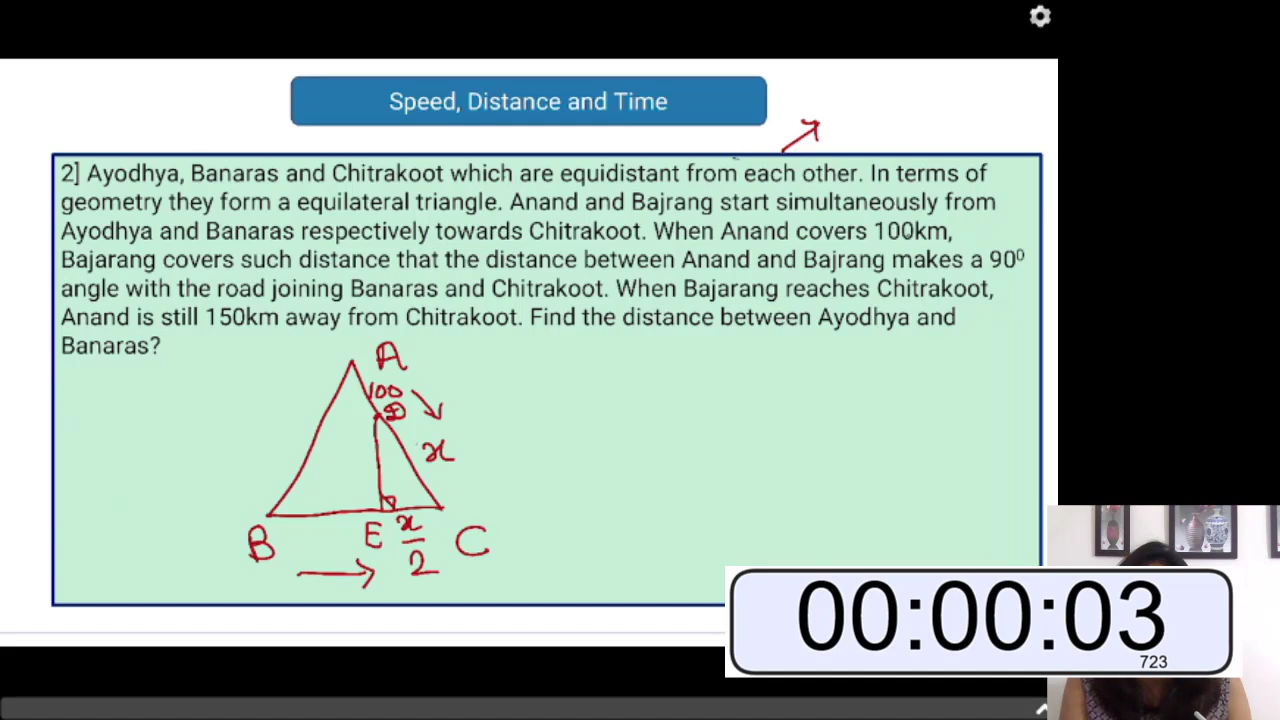 Speed, Distance and Time
2] Ayodhya, Banaras and Chitrakoot which are equidistant from each other. In terms of
geometry they form a equilateral triangle. Anand and Bajrang start simultaneously from
Ayodhya and Banaras respectively towards Chitrakoot. When Anand covers 100km,
Bajarang covers such distance that the distance between Anand and Bajrang makes a 90⁰
angle with the road joining Banaras and Chitrakoot. When Bajarang reaches Chitrakoot,
Anand is still 150km away from Chitrakoot. Find the distance between Ayodhya and
Banaras?
A
100
D
x
B
E
x/2
C
00:00:03
723